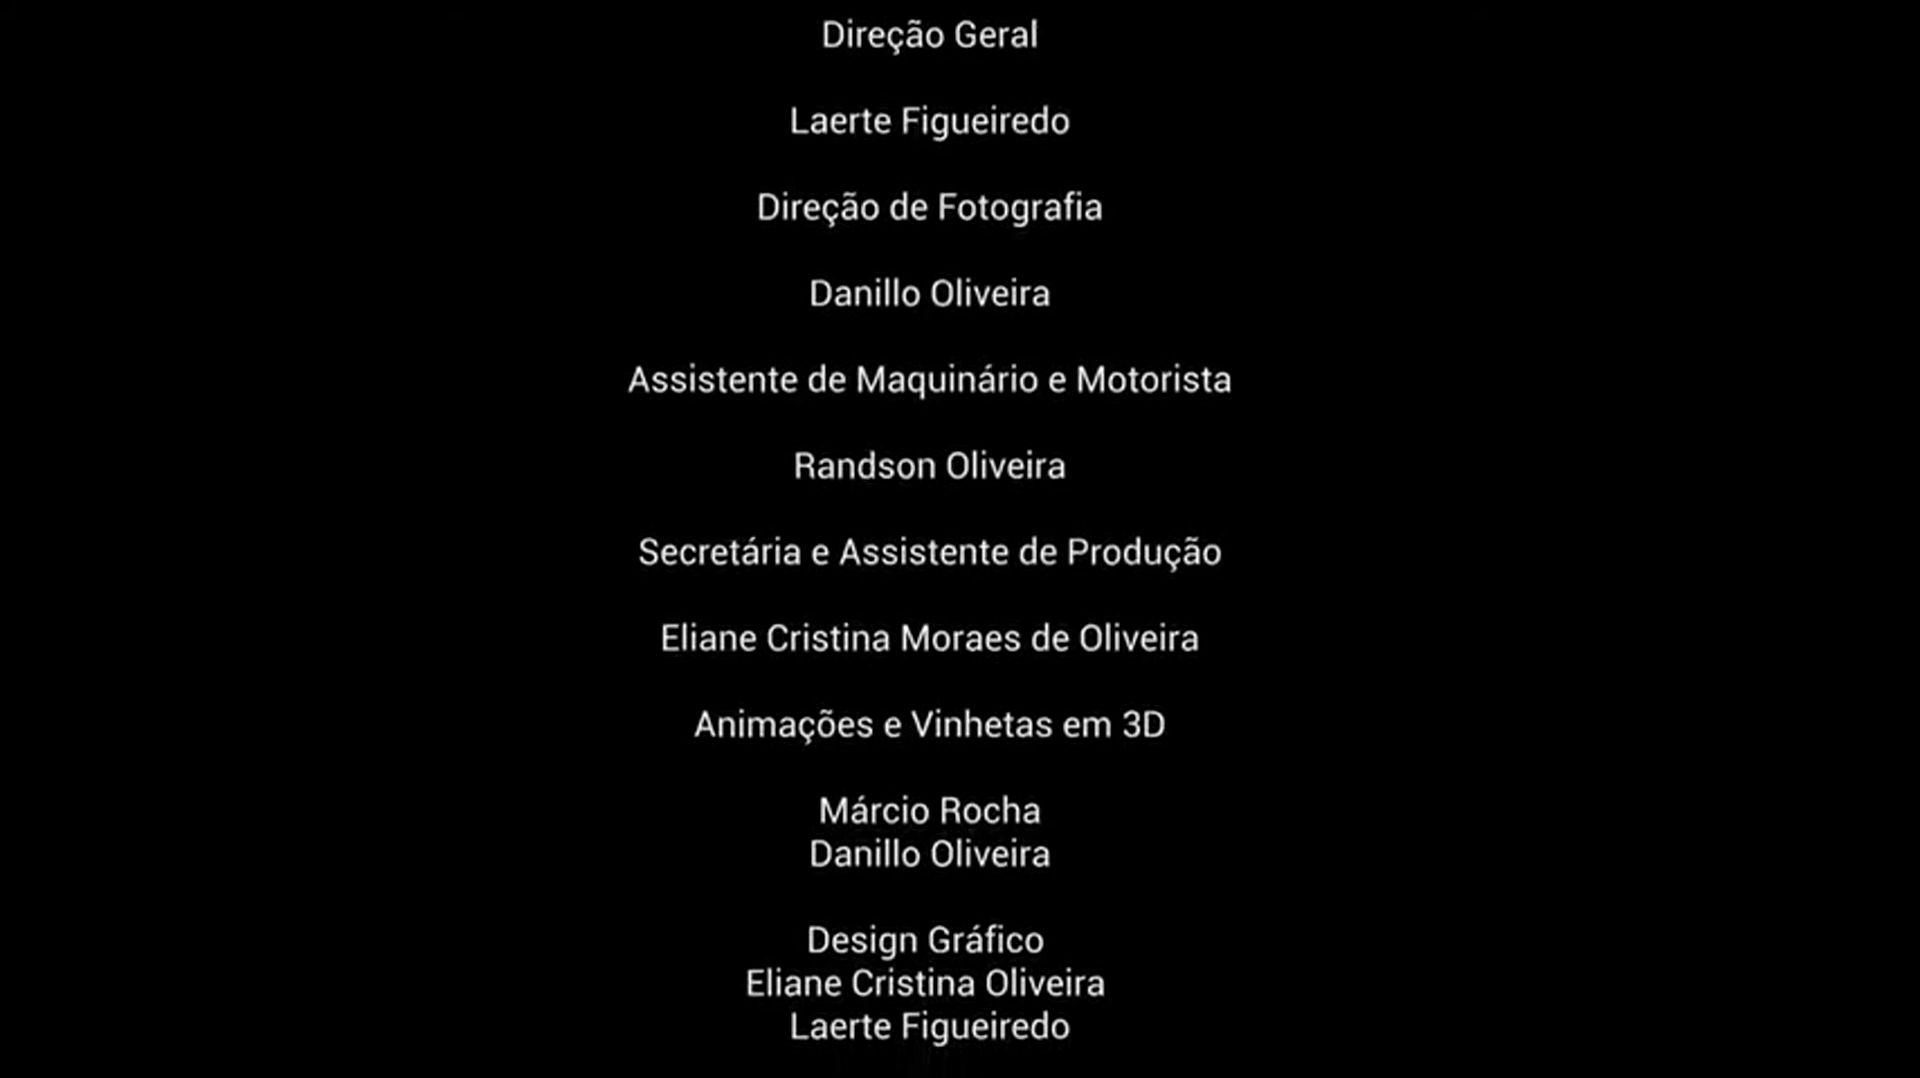 Direção Geral
Laerte Figueiredo
Direção de Fotografia
Danillo Oliveira
Assistente de Maquinário e Motorista
Randson Oliveira
Secretária e Assistente de Produção
Eliane Cristina Moraes de Oliveira
Animações e Vinhetas em 3D
Márcio Rocha
Danillo Oliveira
Design Gráfico
Eliane Cristina Oliveira
Laerte Figueiredo